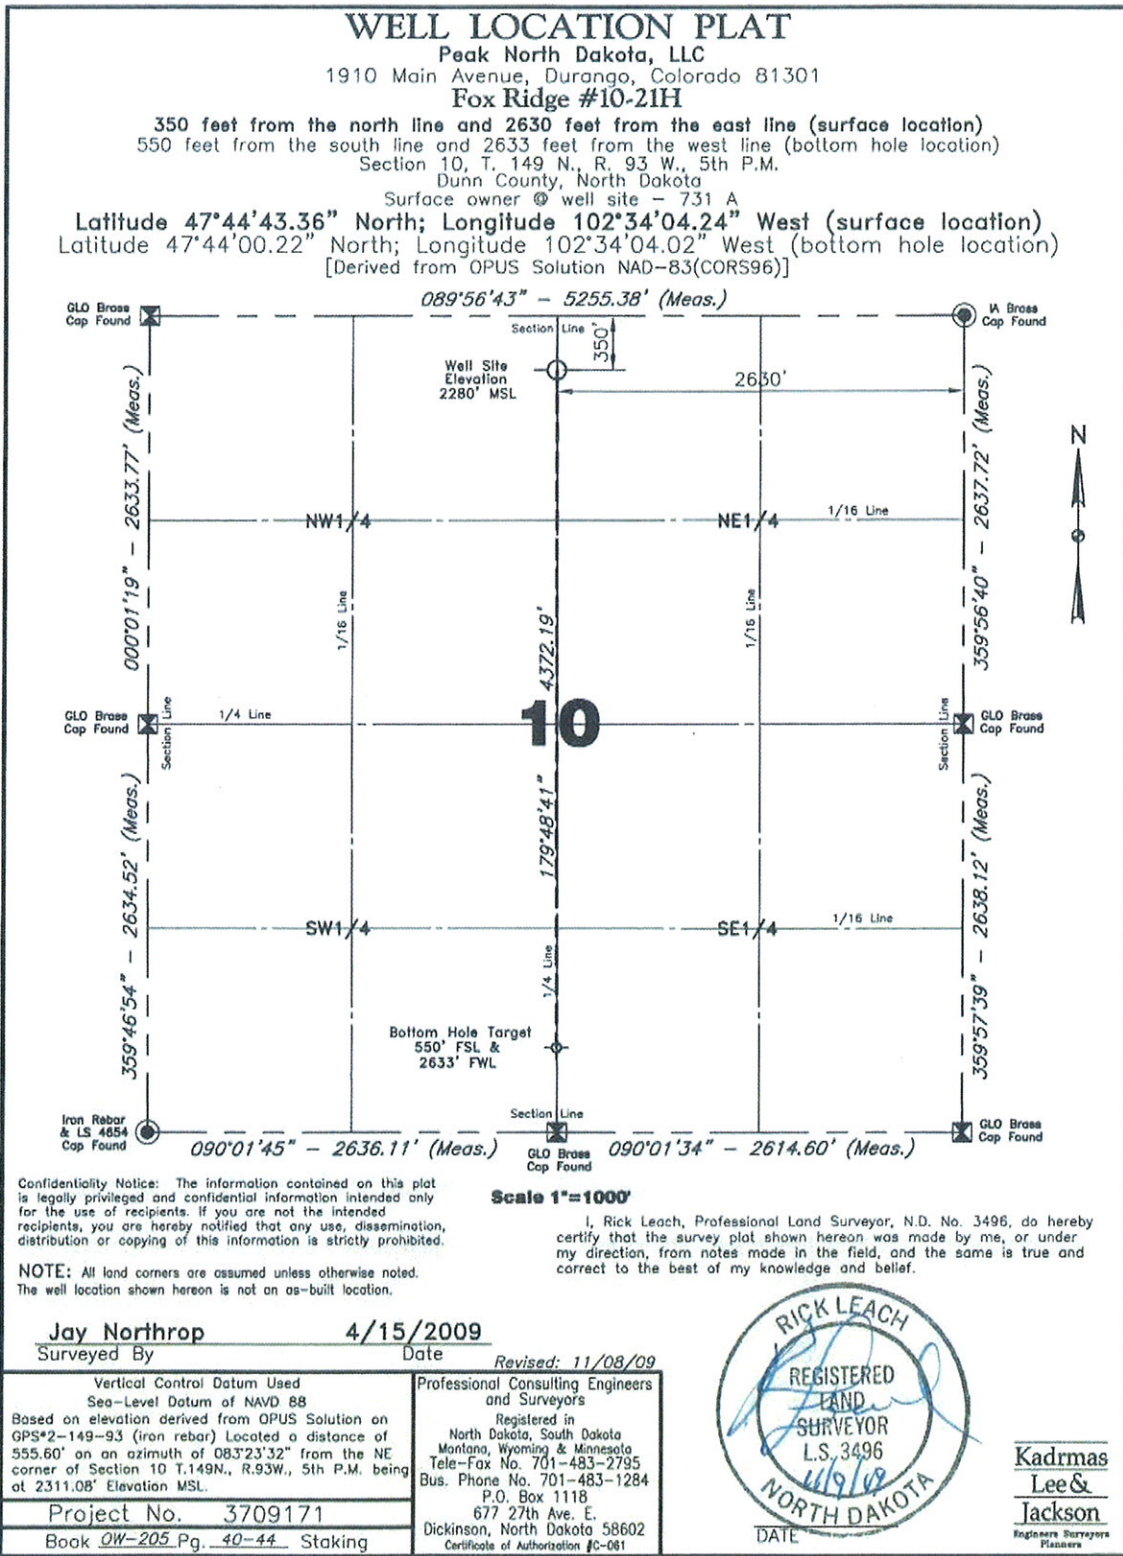 WELL LOCATION PLAT
Peak North Dakota, LLC
1910 Main Avenue, Durango, Colorado 81301
Fox Ridge #10-21H
350 feet from the north line and 2630 feet from the east line (surface location)
550 feet from the south line and 2633 feet from the west line (bottom hole location)
Section 10, T. 149 N., R. 93 W., 5th P.M.
Dunn County, North Dakota
Surface owner @ well site - 731 A
Latitude 47°44'43.36" North; Longitude 102°34'04.24" West (surface location)
Latitude 47°44'00.22" North; Longitude 102°34'04.02" West (bottom hole location)
[Derived from OPUS Solution NAD-83(CORS96)]
089°56'43" - 5255.38' (Meas.)
GLO Brass
Cap Found
IA Brass
Cap Found
Section Line
350'
Well Site
Elevation
2280' MSL
2630'
000°01'19" - 2633.77' (Meas.)
359°56'40" - 2637.72' (Meas.)
N
NW1/4
NE1/4
1/16 Line
1/16 Line
1/16 Line
4372.19'
GLO Brass
Cap Found
Section Line
1/4 Line
10
Section Line
GLO Brass
Cap Found
179°48'41"
359°46'54" - 2634.52' (Meas.)
359°57'39" - 2638.12' (Meas.)
SW1/4
SE1/4
1/16 Line
1/4 Line
Bottom Hole Target
550' FSL &
2633' FWL
Iron Rebar
& LS 4654
Cap Found
Section Line
GLO Brass
Cap Found
090°01'45" - 2636.11' (Meas.)
GLO Brass
Cap Found
090°01'34" - 2614.60' (Meas.)
Scale 1"=1000'
Confidentiality Notice: The information contained on this plat
is legally privileged and confidential information intended only
for the use of recipients. If you are not the intended
recipients, you are hereby notified that any use, dissemination,
distribution or copying of this information is strictly prohibited.
NOTE: All land corners are assumed unless otherwise noted.
The well location shown hereon is not an as-built location.
I, Rick Leach, Professional Land Surveyor, N.D. No. 3496, do hereby
certify that the survey plat shown hereon was made by me, or under
my direction, from notes made in the field, and the same is true and
correct to the best of my knowledge and belief.
Jay Northrop 4/15/2009
Surveyed By Date
Revised: 11/08/09
Vertical Control Datum Used
Sea-Level Datum of NAVD 88
Based on elevation derived from OPUS Solution on
GPS*2-149-93 (iron rebar) Located a distance of
555.60' on an azimuth of 083°23'32" from the NE
corner of Section 10 T.149N., R.93W., 5th P.M. being
at 2311.08' Elevation MSL.
Project No. 3709171
Book OW-205 Pg. 40-44 Staking
Professional Consulting Engineers
and Surveyors
Registered in
North Dakota, South Dakota
Montana, Wyoming & Minnesota
Tele-Fax No. 701-483-2795
Bus. Phone No. 701-483-1284
P.O. Box 1118
677 27th Ave. E.
Dickinson, North Dakota 58602
Certificate of Authorization #C-061
RICK LEACH
REGISTERED
LAND
SURVEYOR
L.S. 3496
NORTH DAKOTA
DATE
Kadrmas
Lee &
Jackson
Engineers Surveyors
Planners